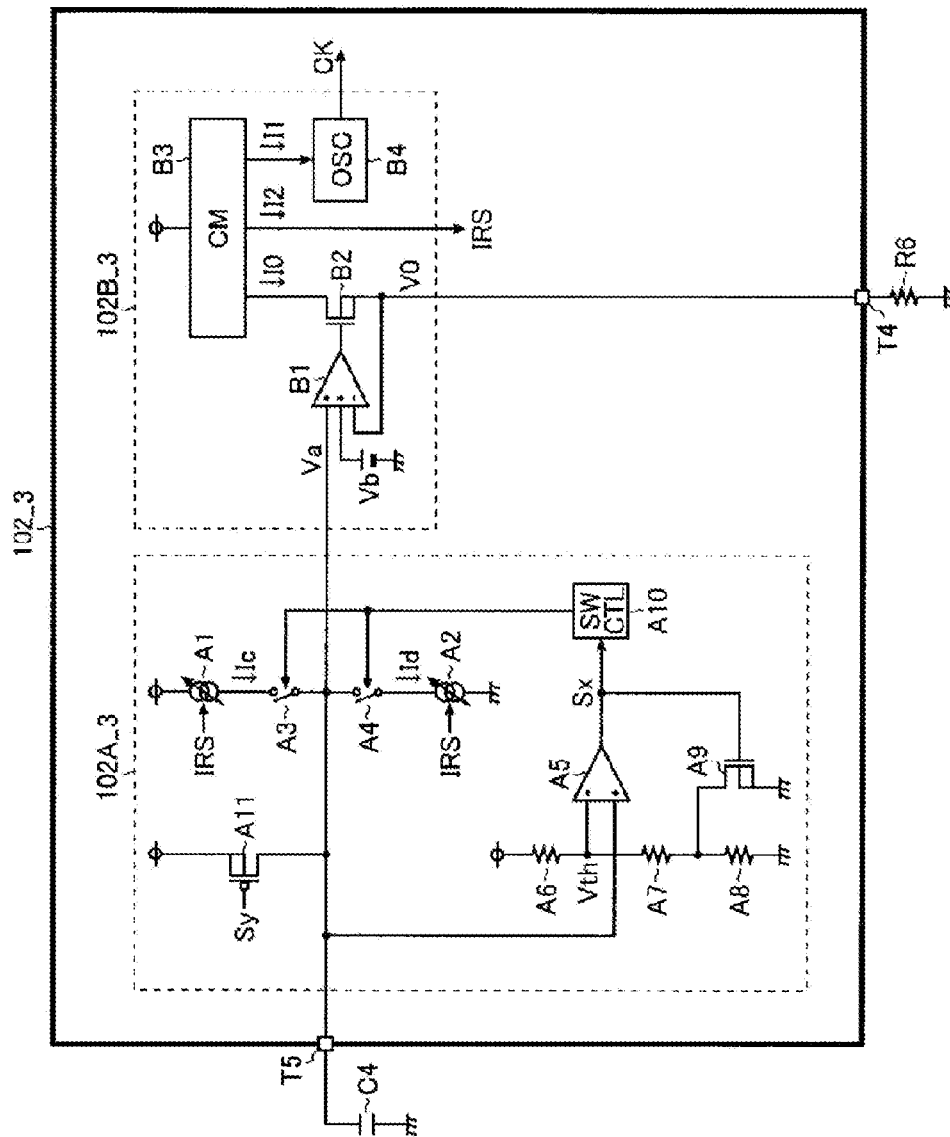 102_3
102A_3
102B_3
A11
Sy
IRS
A1
↓Ic
A3
A4
↓Id
IRS
A2
A5
Sx
SW
CTL
A10
A6
Vth
A7
A8
A9
T5
C4
Va
Vb
B1
B2
CM
B3
↓I0
↓I2
↓I1
OSC
B4
CK
IRS
V0
T4
R6